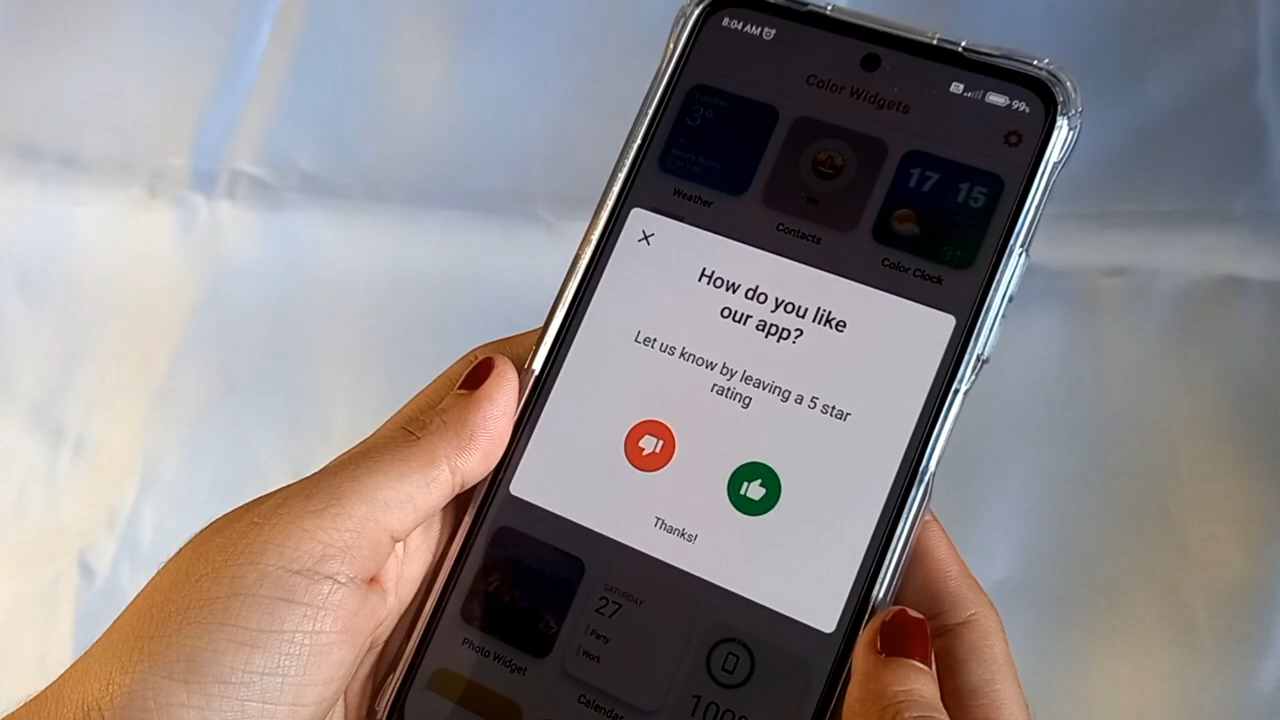 8:04 AM
99%
Color Widgets
3°
17 15
31
Weather
Contacts
Color Clock
How do you like
our app?
Let us know by leaving a 5 star
rating
Thanks!
SATURDAY
27
Party
Work
Photo Widget
Calendar